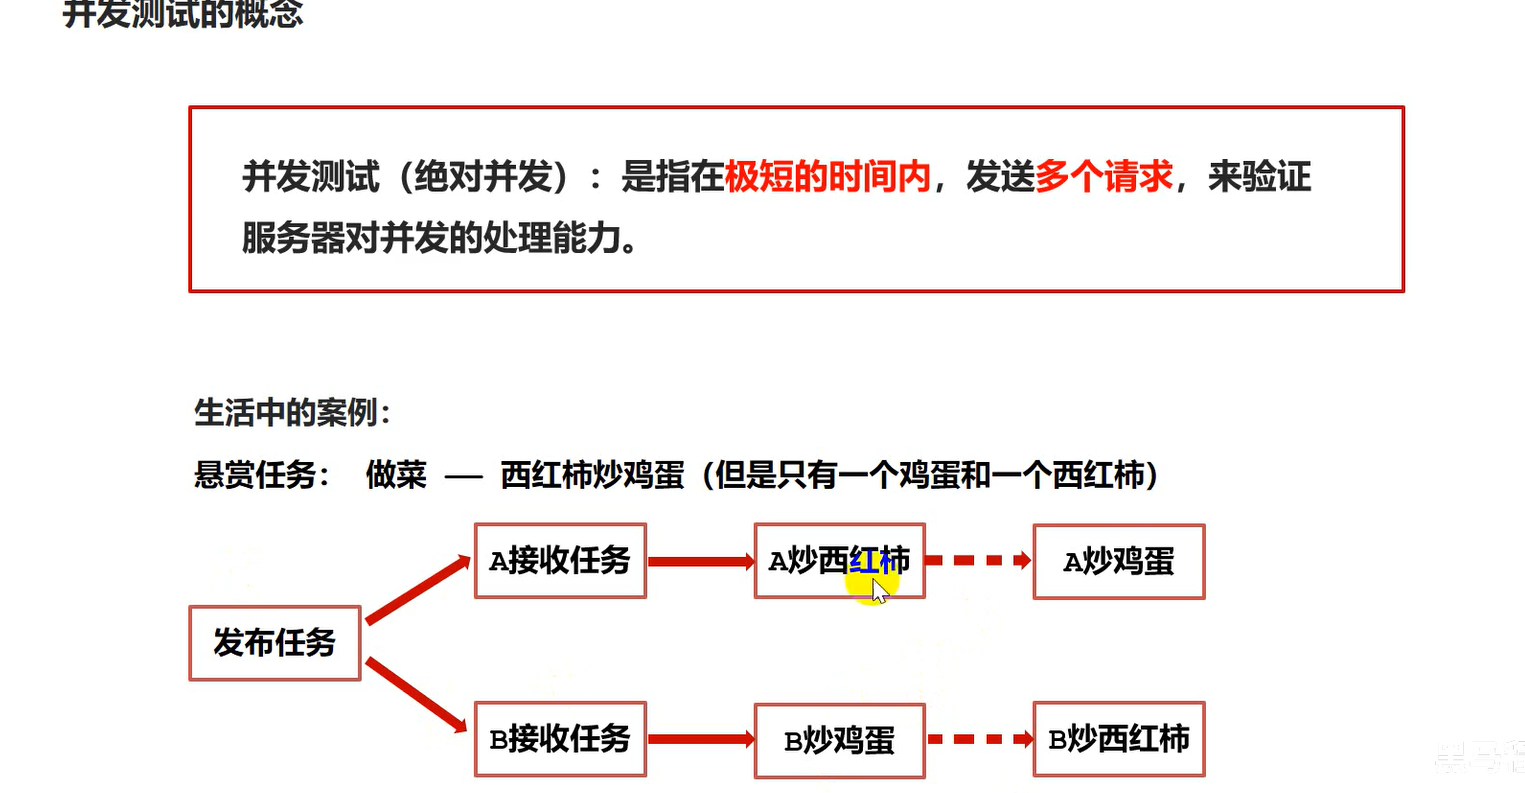 并发测试的概念
并发测试（绝对并发）：是指在极短的时间内，发送多个请求，来验证
服务器对并发的处理能力。
生活中的案例：
悬赏任务： 做菜 — 西红柿炒鸡蛋（但是只有一个鸡蛋和一个西红柿）
A接收任务
A炒西红柿
A炒鸡蛋
发布任务
B接收任务
B炒鸡蛋
B炒西红柿